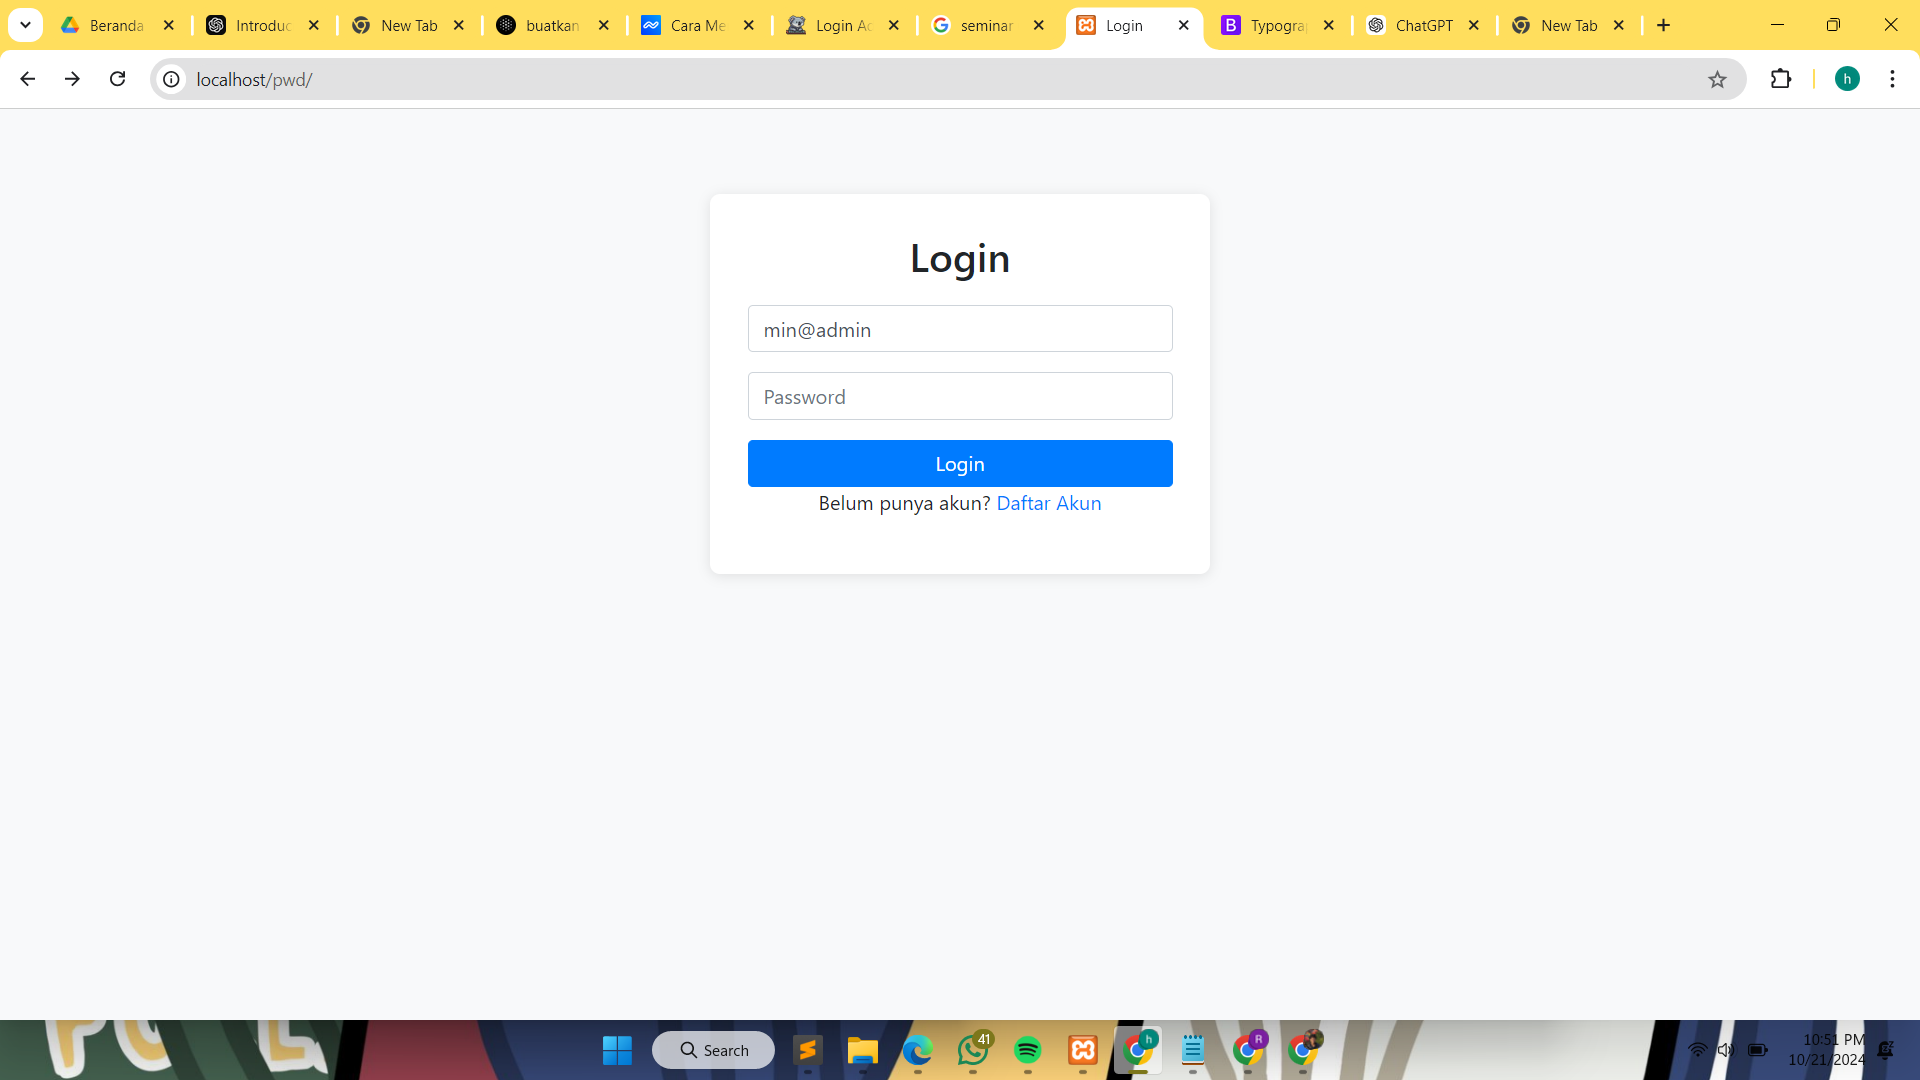 Beranda
Introduc
New Tab
buatkan
Cara Me
Login Ac
seminar
Login
Typogra
ChatGPT
New Tab
localhost/pwd/
h
Login
min@admin
Password
Login
Belum punya akun? Daftar Akun
Search
41
h
R
10:51 PM
10/21/2024